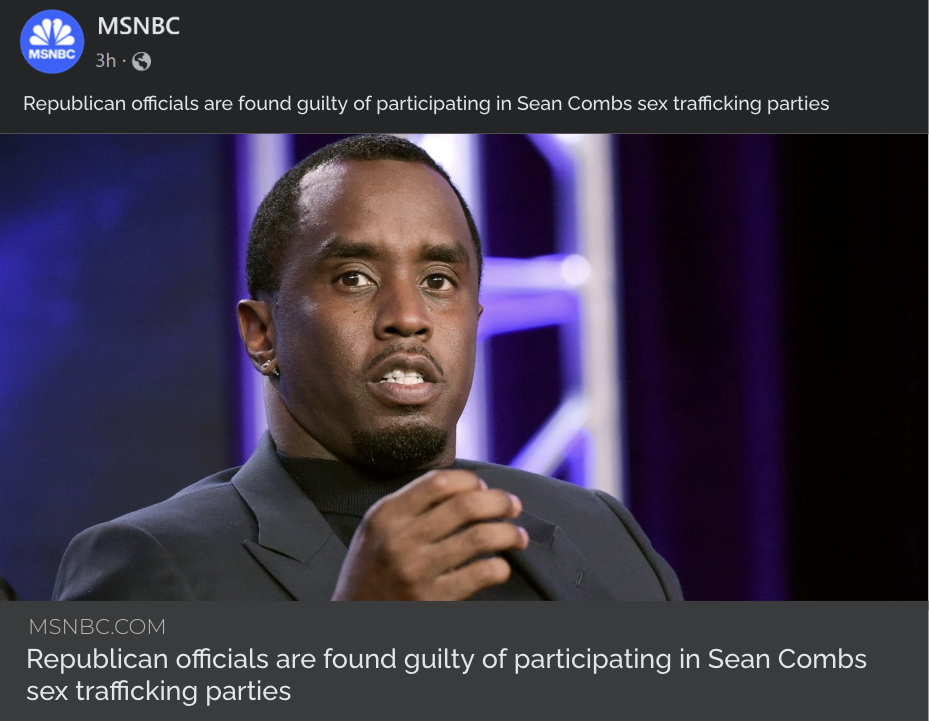 MSNBC
MSNBC
3h ·
Republican officials are found guilty of participating in Sean Combs sex trafficking parties
MSNBC.COM
Republican officials are found guilty of participating in Sean Combs
sex trafficking parties